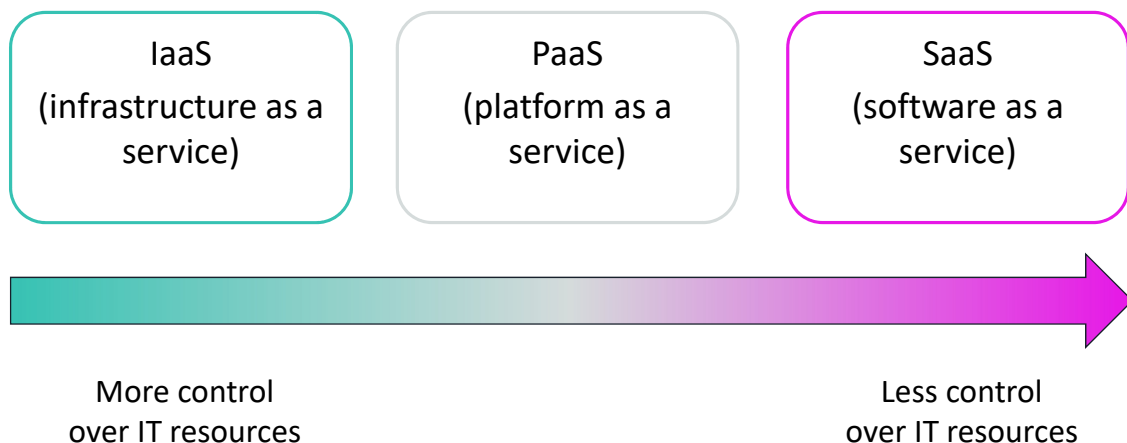 IaaS
(infrastructure as a
service)
PaaS
(platform as a
service)
SaaS
(software as a
service)
More control
over IT resources
Less control
over IT resources